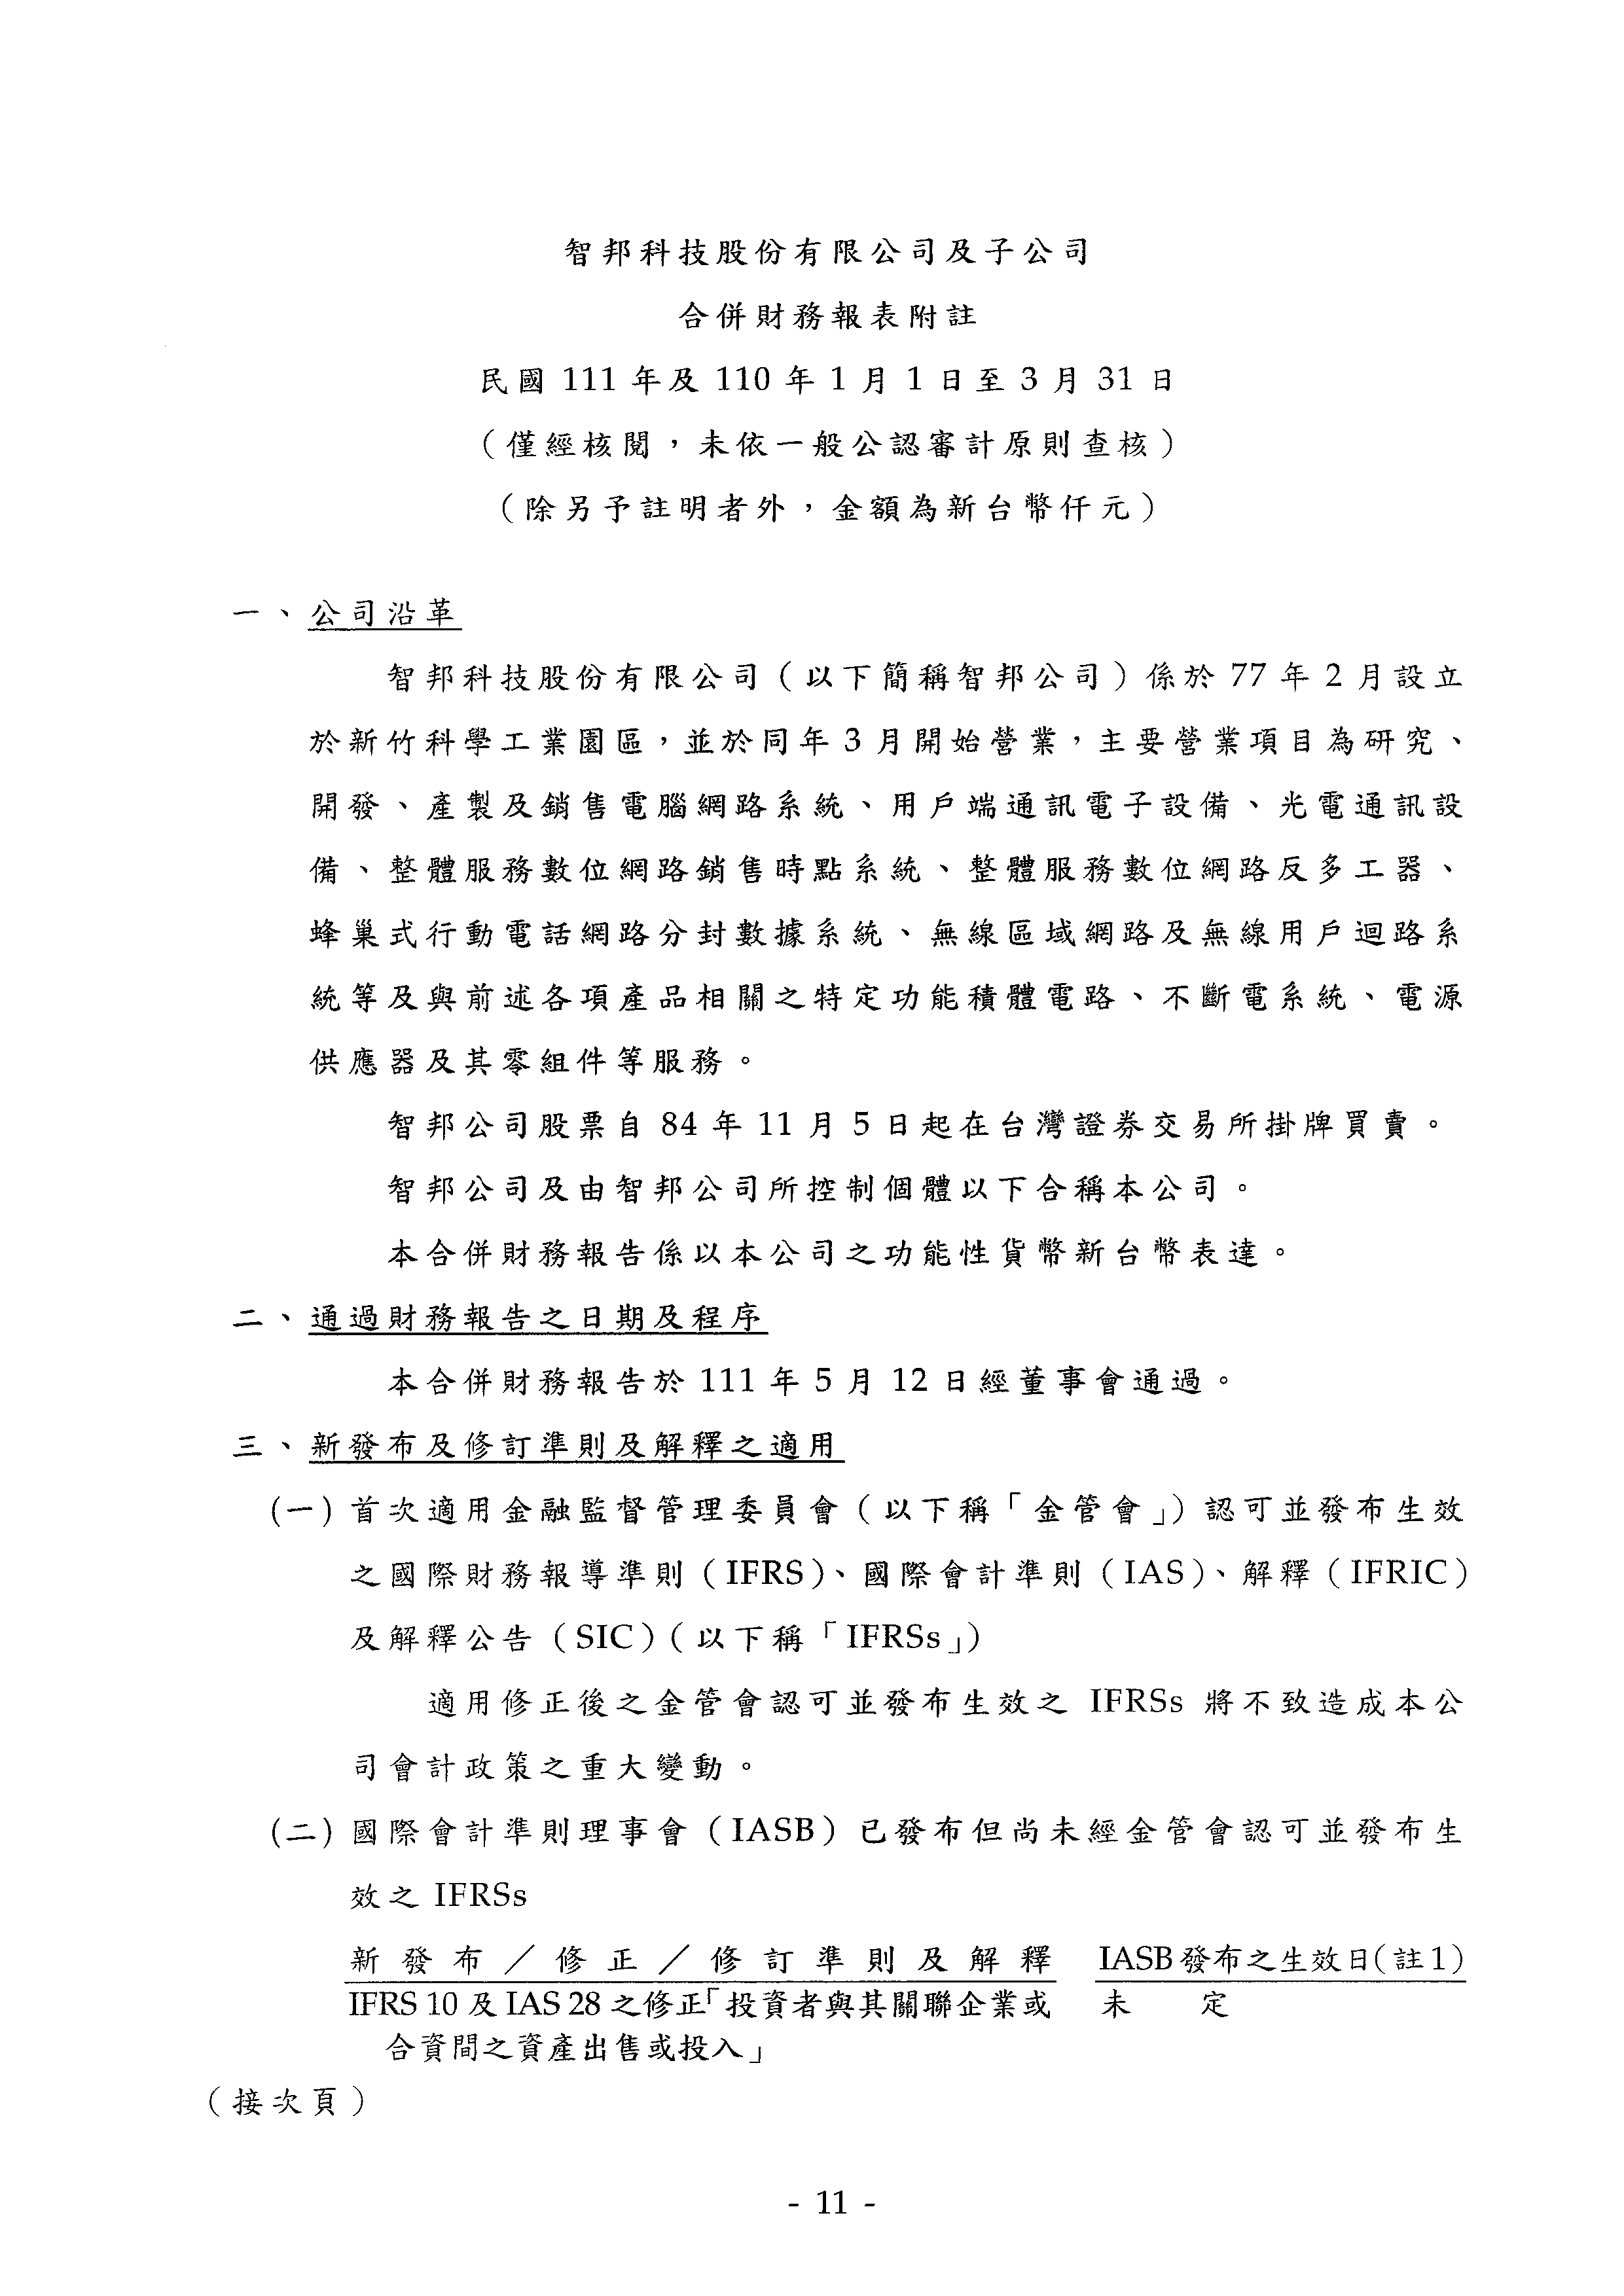 智邦科技股份有限公司及子公司
合併財務報表附註
民國 111 年及 110 年 1 月 1 日至 3 月 31 日
（僅經核閱，未依一般公認審計原則查核）
（除另予註明者外，金額為新台幣仟元）
一、公司沿革
智邦科技股份有限公司（以下簡稱智邦公司）係於 77 年 2 月設立
於新竹科學工業園區，並於同年 3 月開始營業，主要營業項目為研究、
開發、產製及銷售電腦網路系統、用戶端通訊電子設備、光電通訊設
備、整體服務數位網路銷售時點系統、整體服務數位網路反多工器、
蜂巢式行動電話網路分封數據系統、無線區域網路及無線用戶迴路系
統等及與前述各項產品相關之特定功能積體電路、不斷電系統、電源
供應器及其零組件等服務。
智邦公司股票自 84 年 11 月 5 日起在台灣證券交易所掛牌買賣。
智邦公司及由智邦公司所控制個體以下合稱本公司。
本合併財務報告係以本公司之功能性貨幣新台幣表達。
二、通過財務報告之日期及程序
本合併財務報告於 111 年 5 月 12 日經董事會通過。
三、新發布及修訂準則及解釋之適用
(一) 首次適用金融監督管理委員會（以下稱「金管會」）認可並發布生效
之國際財務報導準則（IFRS）、國際會計準則（IAS）、解釋（IFRIC）
及解釋公告（SIC）（以下稱「IFRSs」）
適用修正後之金管會認可並發布生效之 IFRSs 將不致造成本公
司會計政策之重大變動。
(二) 國際會計準則理事會（IASB）已發布但尚未經金管會認可並發布生
效之 IFRSs
新發布／修正／修訂準則及解釋 IASB 發布之生效日(註 1)
IFRS 10 及 IAS 28 之修正「投資者與其關聯企業或 未 定
合資間之資產出售或投入」
（接次頁）
- 11 -